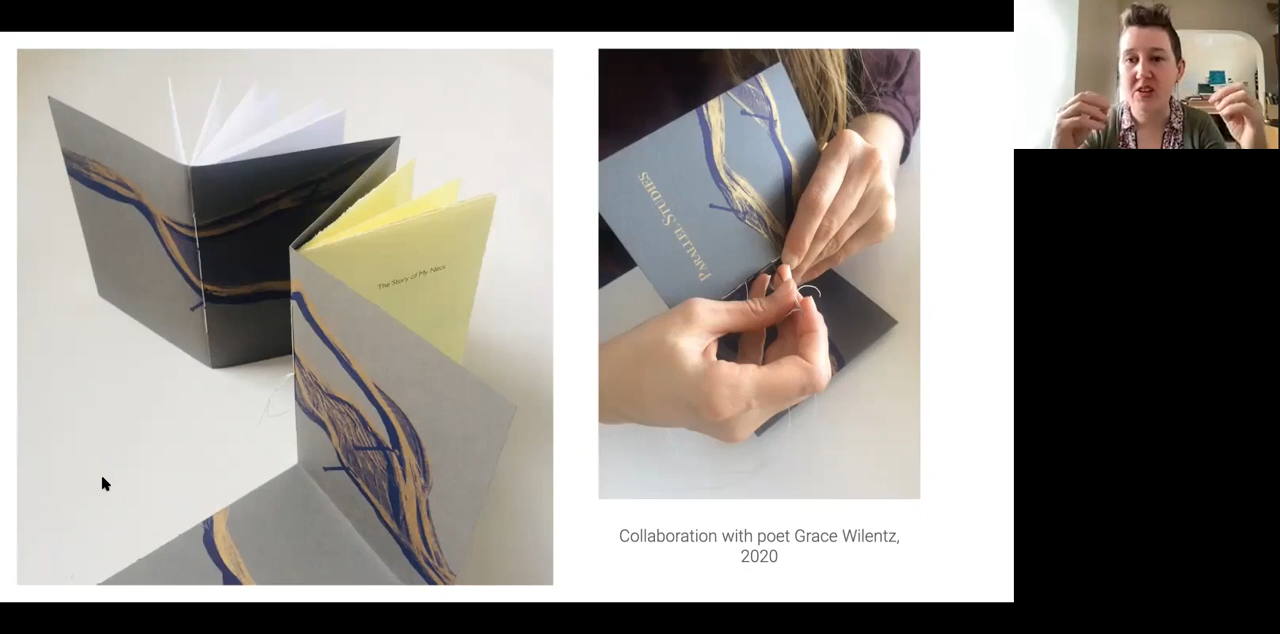 The Story of My Neck
PARALLEL STUDIES
Collaboration with poet Grace Wilentz,
2020